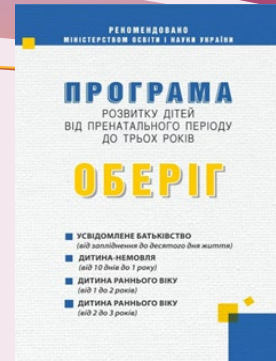 РЕКОМЕНДОВАНО
МІНІСТЕРСТВОМ ОСВІТИ І НАУКИ УКРАЇНИ
ПРОГРАМА
РОЗВИТКУ ДІТЕЙ
ВІД ПРЕНАТАЛЬНОГО ПЕРІОДУ
ДО ТРЬОХ РОКІВ
ОБЕРІГ
УСВІДОМЛЕНЕ БАТЬКІВСТВО
(від запліднення до десятого дня життя)
ДИТИНА-НЕМОВЛЯ
(від 10 днів до 1 року)
ДИТИНА РАННЬОГО ВІКУ
(від 1 до 2 років)
ДИТИНА РАННЬОГО ВІКУ
(від 2 до 3 років)